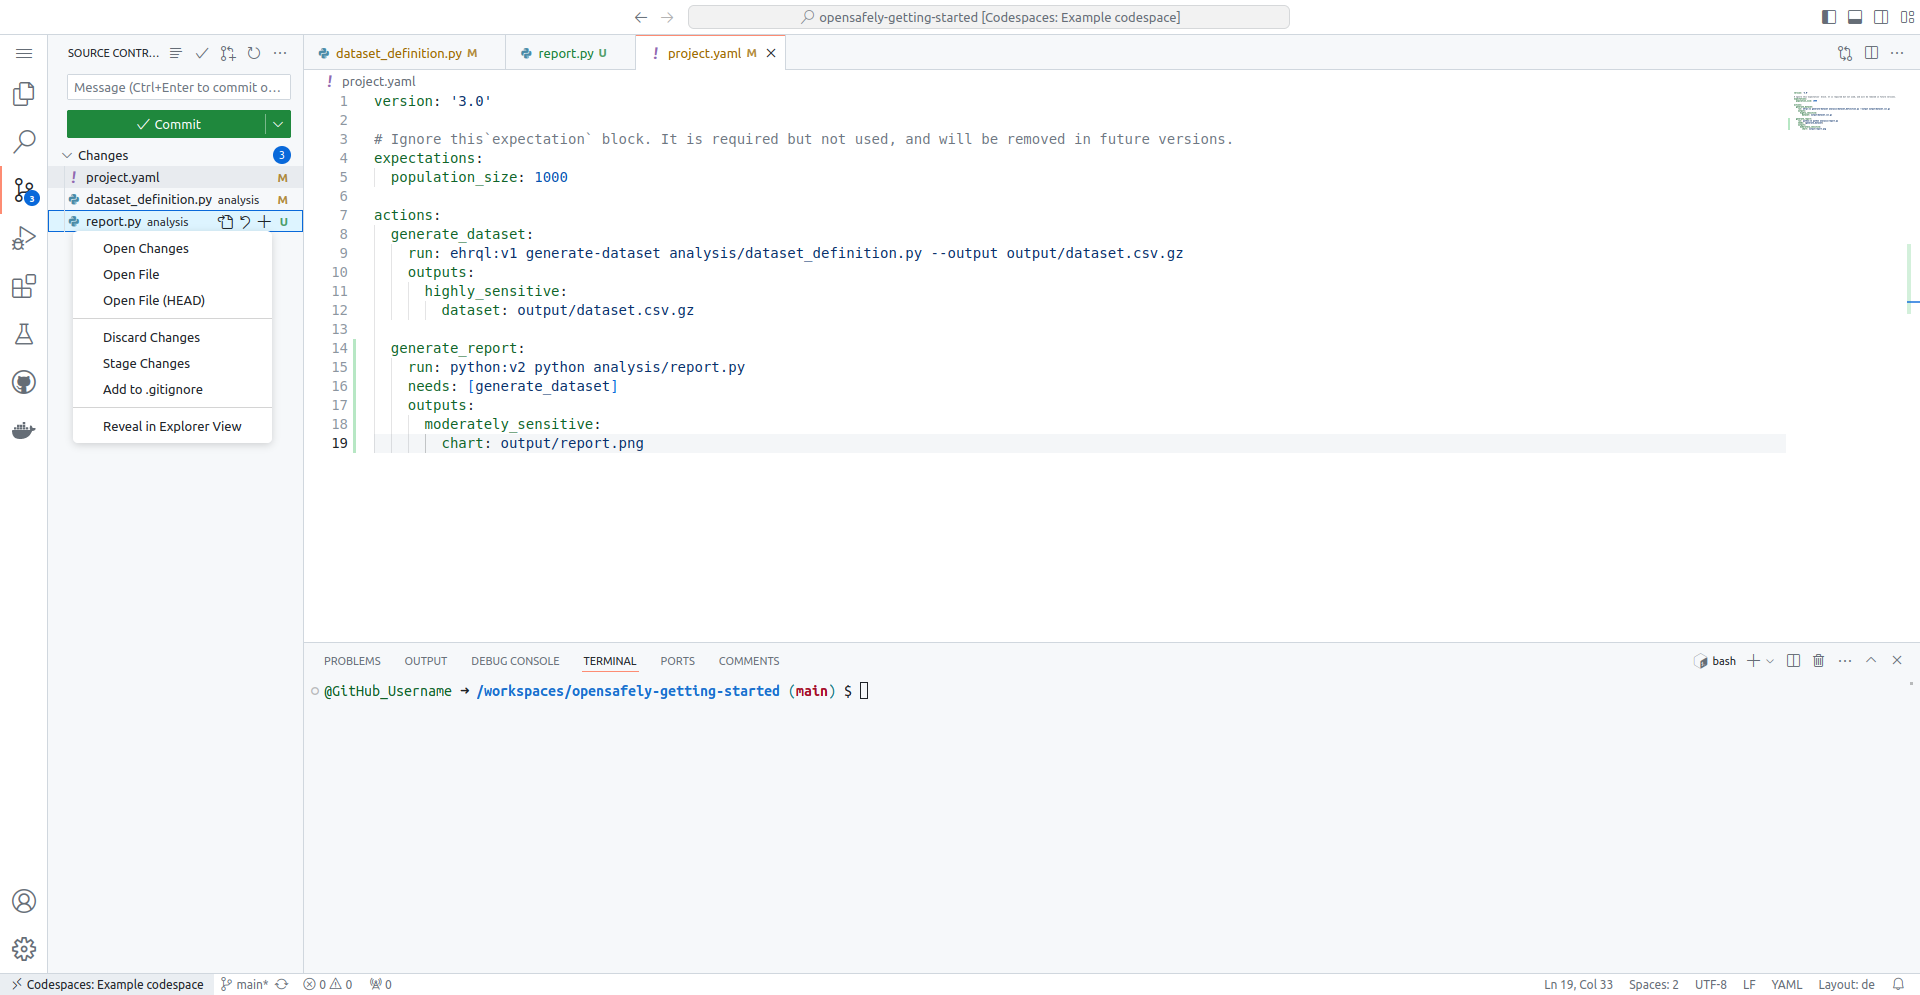 opensafely-getting-started [Codespaces: Example codespace]
SOURCE CONTR...
Message (Ctrl+Enter to commit o...
Commit
Changes 3
project.yaml M
dataset_definition.py analysis M
report.py analysis U
3
Open Changes
Open File
Open File (HEAD)
Discard Changes
Stage Changes
Add to .gitignore
Reveal in Explorer View
dataset_definition.py M
report.py U
! project.yaml M
! project.yaml
1 version: '3.0'
2
3 # Ignore this`expectation` block. It is required but not used, and will be removed in future versions.
4 expectations:
5 population_size: 1000
6
7 actions:
8 generate_dataset:
9 run: ehrql:v1 generate-dataset analysis/dataset_definition.py --output output/dataset.csv.gz
10 outputs:
11 highly_sensitive:
12 dataset: output/dataset.csv.gz
13
14 generate_report:
15 run: python:v2 python analysis/report.py
16 needs: [generate_dataset]
17 outputs:
18 moderately_sensitive:
19 chart: output/report.png
PROBLEMS OUTPUT DEBUG CONSOLE TERMINAL PORTS COMMENTS
bash
@GitHub_Username ➜ /workspaces/opensafely-getting-started (main) $
Codespaces: Example codespace main* 0 0 0
Ln 19, Col 33 Spaces: 2 UTF-8 LF YAML Layout: de